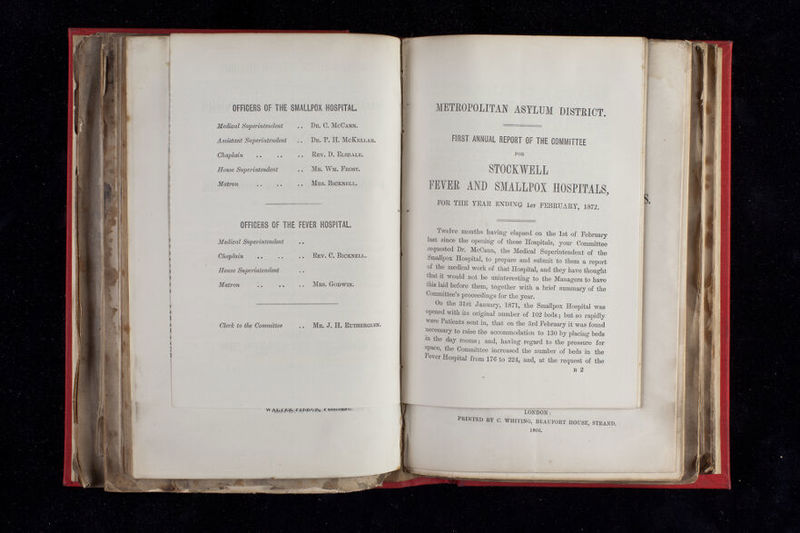 OFFICERS OF THE SMALLPOX HOSPITAL.
Medical Superintendent .. Dr. C. McCann.
Assistant Superintendent .. Dr. P. H. McKellar.
Chaplain .. .. .. Rev. D. Elsdale.
House Superintendent .. Mr. Wm. Frost.
Matron .. .. .. Mrs. Bicknell.
OFFICERS OF THE FEVER HOSPITAL.
Medical Superintendent ..
Chaplain .. .. .. Rev. C. Bicknell.
House Superintendent ..
Matron .. .. .. Mrs. Godwin.
Clerk to the Committee .. Mr. J. H. Rutherglen.
METROPOLITAN ASYLUM DISTRICT.
FIRST ANNUAL REPORT OF THE COMMITTEE
FOR
STOCKWELL
FEVER AND SMALLPOX HOSPITALS,
FOR THE YEAR ENDING 1st FEBRUARY, 1872.
Twelve months having elapsed on the 1st of February
last since the opening of these Hospitals, your Committee
requested Dr. McCann, the Medical Superintendent of the
Smallpox Hospital, to prepare and submit to them a report
of the medical work of that Hospital, and they have thought
that it would not be uninteresting to the Managers to have
this laid before them, together with a brief summary of the
Committee's proceedings for the year.
On the 31st January, 1871, the Smallpox Hospital was
opened with its original number of 102 beds; but so rapidly
were Patients sent in, that on the 3rd February it was found
necessary to raise the accommodation to 130 by placing beds
in the day rooms; and, having regard to the pressure for
space, the Committee increased the number of beds in the
Fever Hospital from 176 to 224, and, at the request of the
B 2
S.
LONDON:
PRINTED BY C. WHITING, BEAUFORT HOUSE, STRAND.